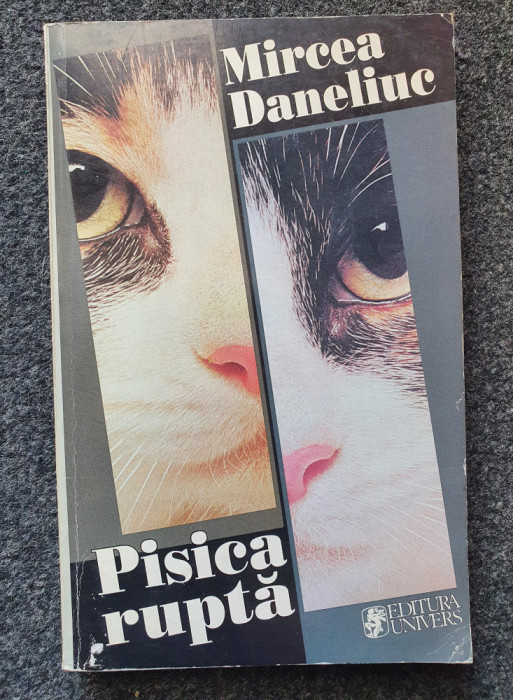 Mircea
Daneliuc
Pisica
ruptă
EDITURA
UNIVERS